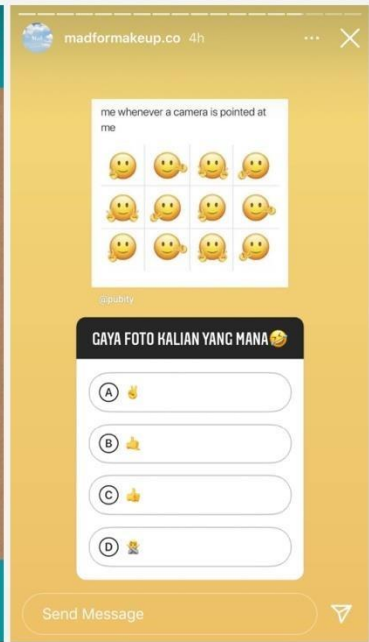 madformakeup.co 4h
me whenever a camera is pointed at
me
@pubity
GAYA FOTO KALIAN YANG MANA🤣
A ✌️
B 🤙
C 👍
D 🙅
Send Message